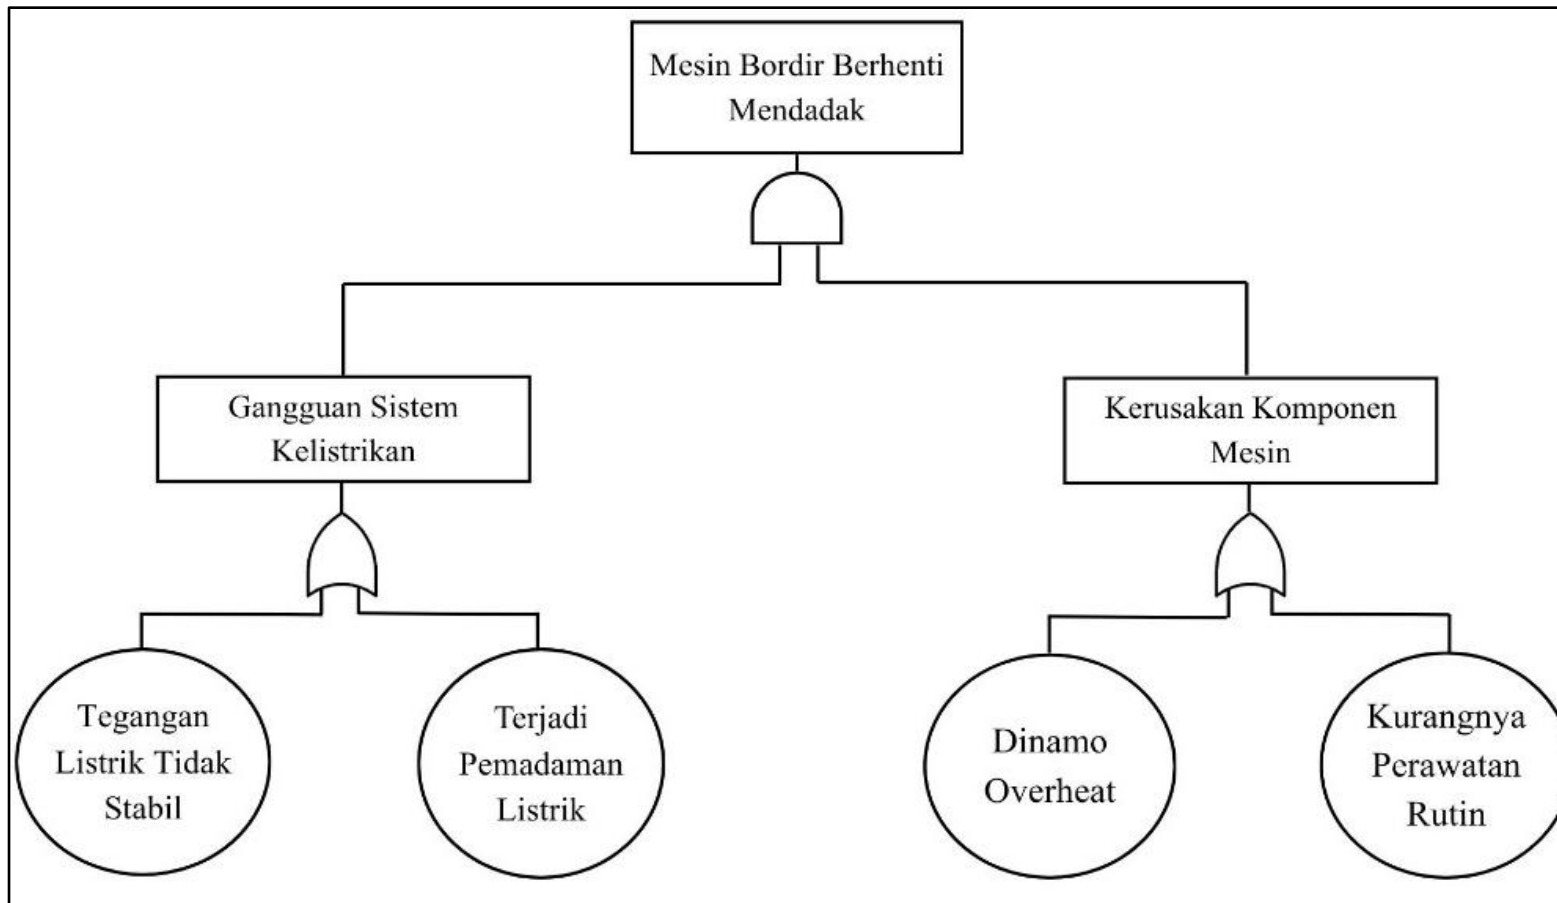 Mesin Bordir Berhenti
Mendadak
Gangguan Sistem
Kelistrikan
Kerusakan Komponen
Mesin
Tegangan
Listrik Tidak
Stabil
Terjadi
Pemadaman
Listrik
Dinamo
Overheat
Kurangnya
Perawatan
Rutin